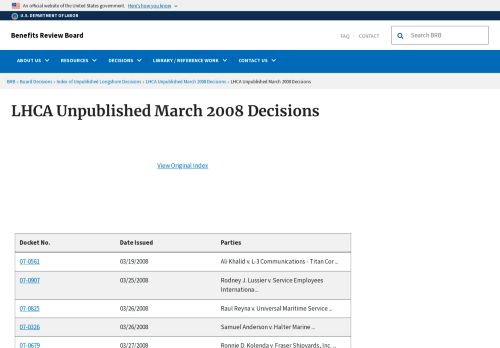 An official website of the United States government. Here's how you know
U.S. DEPARTMENT OF LABOR
Benefits Review Board
FAQ CONTACT
Search BRB
ABOUT US RESOURCES DECISIONS LIBRARY / REFERENCE WORK CONTACT US
BRB » Board Decisions » Index of Unpublished Longshore Decisions » LHCA Unpublished March 2008 Decisions » LHCA Unpublished March 2008 Decisions
LHCA Unpublished March 2008 Decisions
View Original Index
Docket No. Date Issued Parties
07-0561 03/19/2008 Ali Khalid v. L-3 Communications - Titan Cor ...
07-0907 03/25/2008 Rodney J. Lussier v. Service Employees
Internationa ...
07-0825 03/26/2008 Raul Reyna v. Universal Maritime Service ...
07-0326 03/26/2008 Samuel Anderson v. Halter Marine ...
07-0679 03/27/2008 Ronnie D. Kolenda v. Fraser Shipyards, Inc. ...